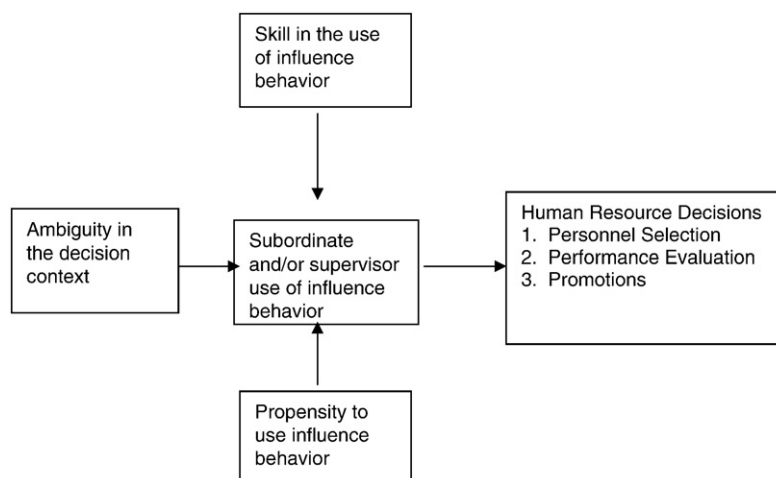 Skill in the use
of influence
behavior
Ambiguity in
the decision
context
Subordinate
and/or supervisor
use of influence
behavior
Human Resource Decisions
1. Personnel Selection
2. Performance Evaluation
3. Promotions
Propensity to
use influence
behavior